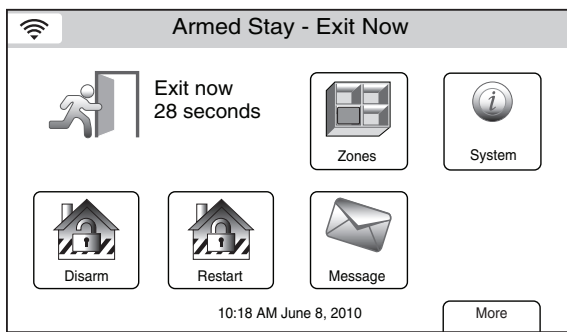 Armed Stay - Exit Now
Exit now
28 seconds
Zones
System
Disarm
Restart
Message
10:18 AM June 8, 2010
More